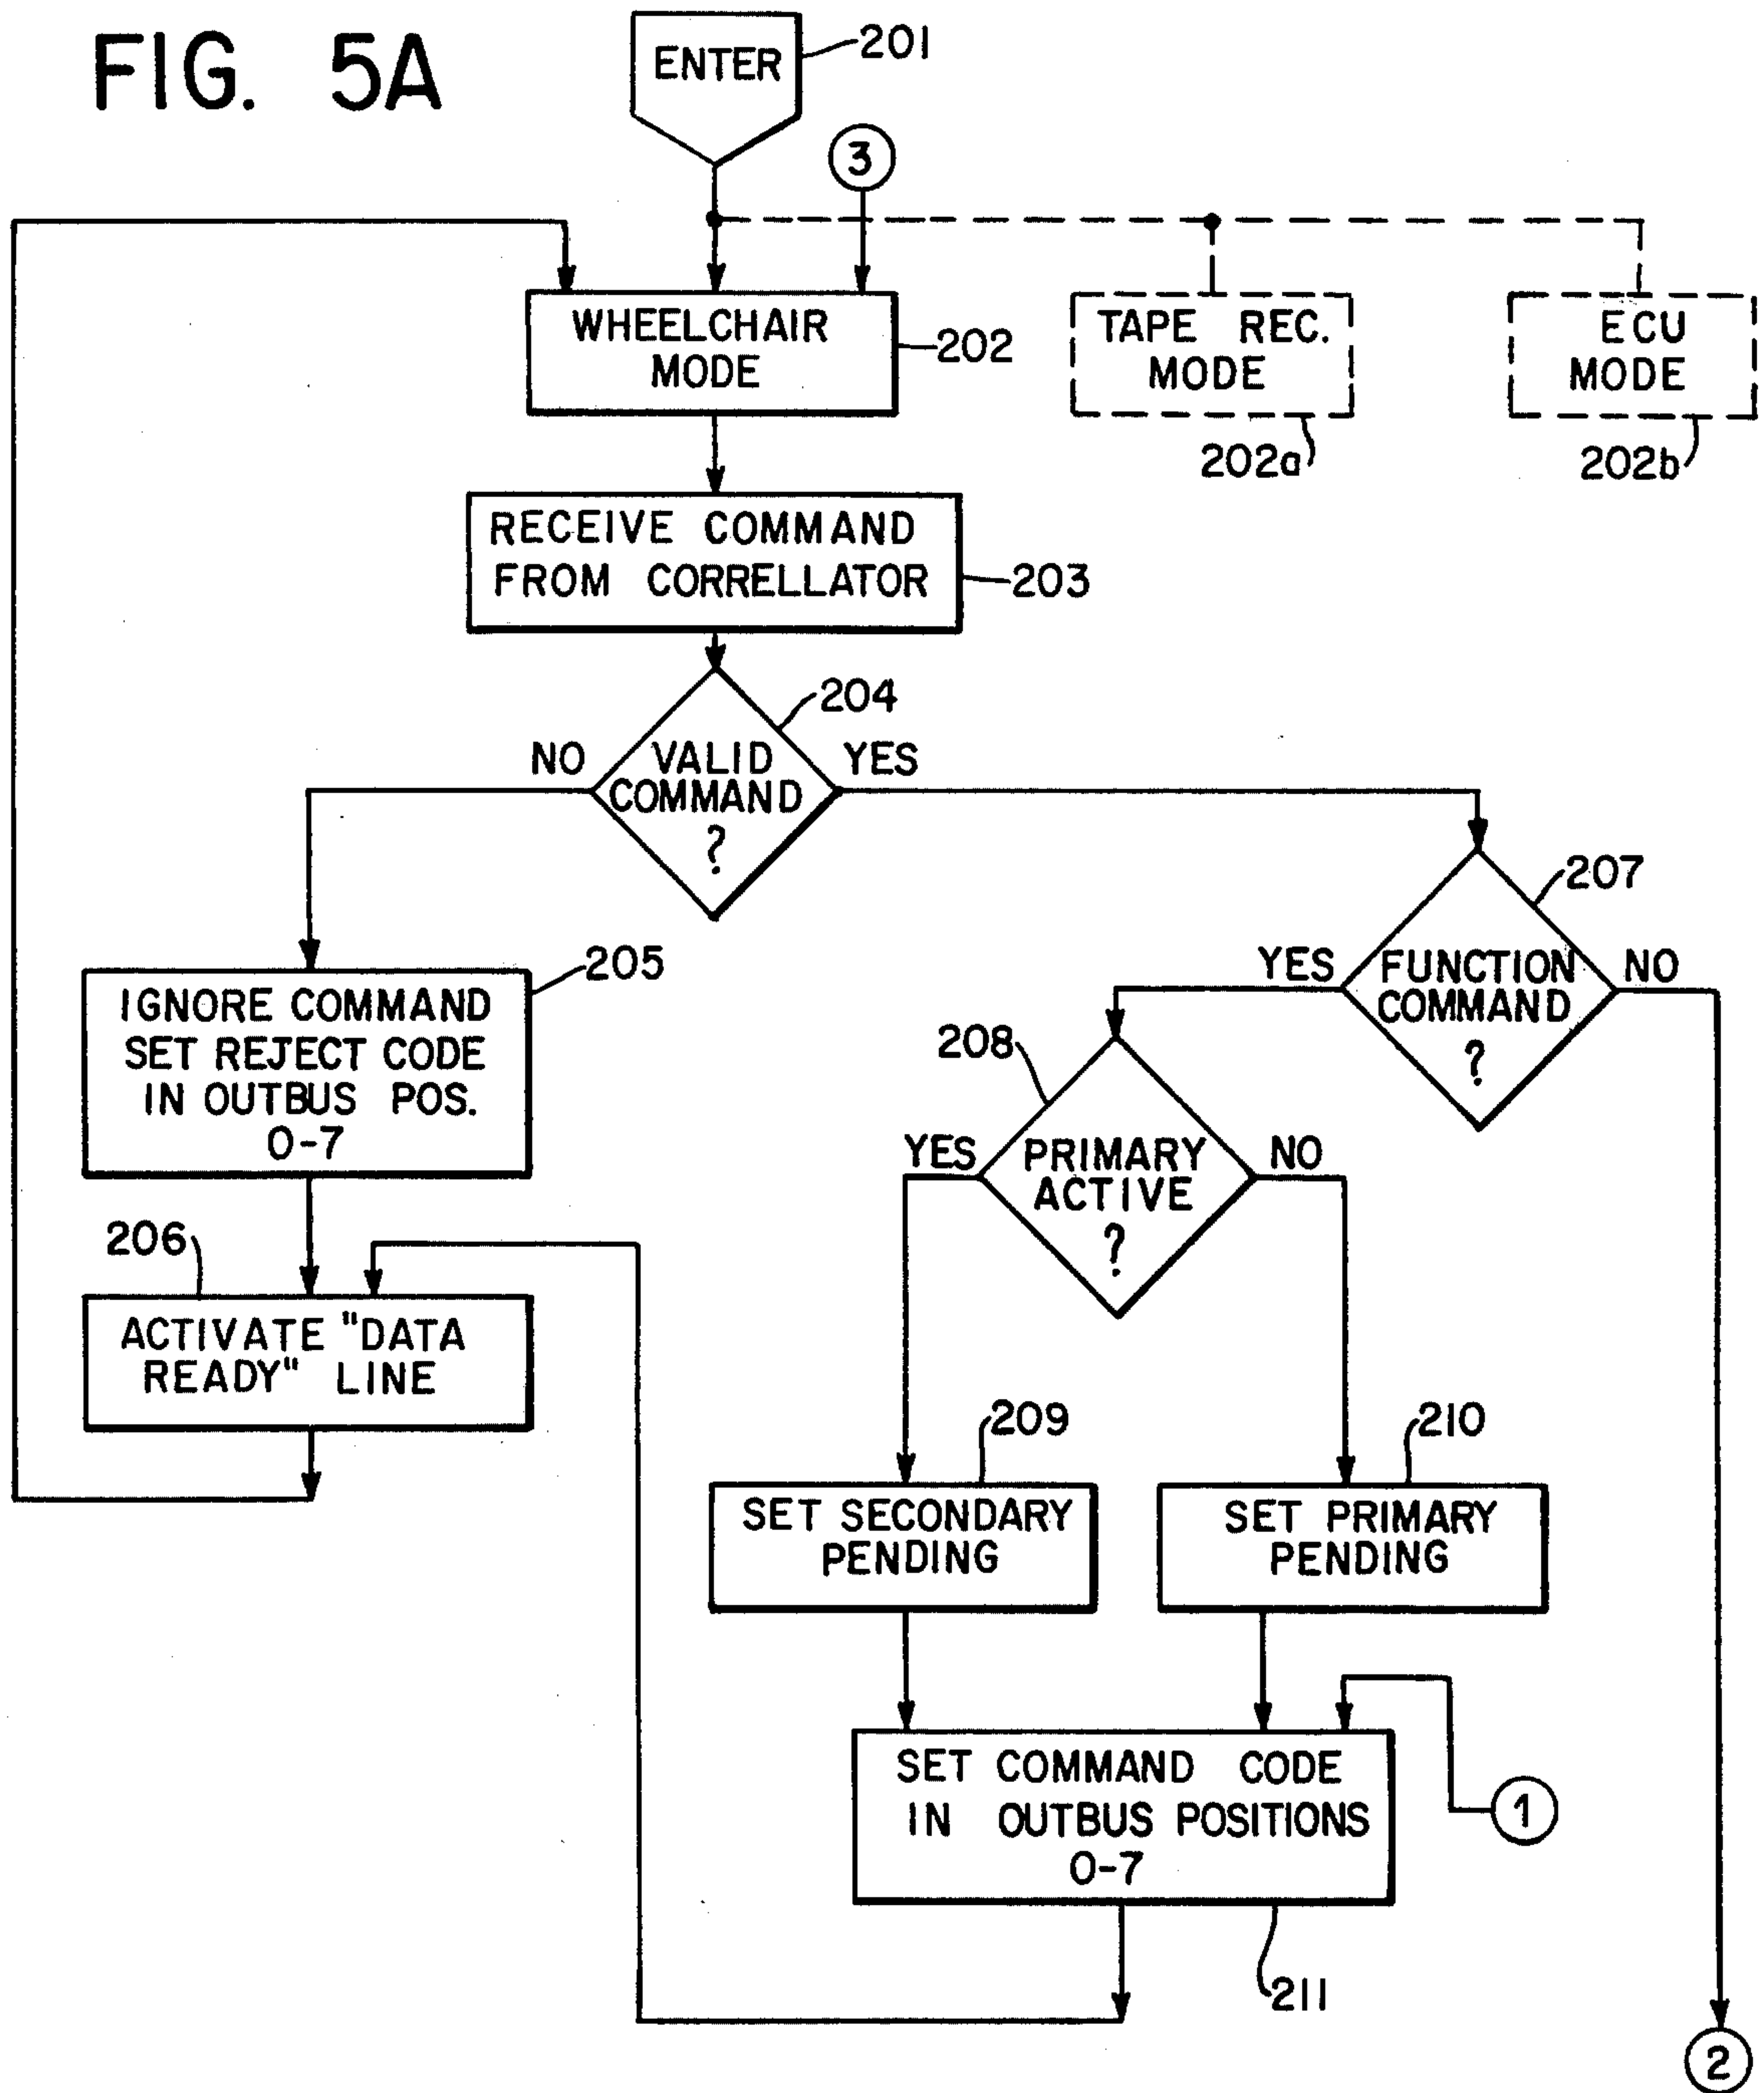 FIG. 5A
ENTER
201
3
WHEELCHAIR
MODE
202
TAPE REC.
MODE
202a
ECU
MODE
202b
RECEIVE COMMAND
FROM CORRELLATOR
203
204
NO
VALID
COMMAND
?
YES
207
YES
FUNCTION
COMMAND
?
NO
205
IGNORE COMMAND
SET REJECT CODE
IN OUTBUS POS.
0-7
208
YES
PRIMARY
ACTIVE
?
NO
206
ACTIVATE "DATA
READY" LINE
209
SET SECONDARY
PENDING
210
SET PRIMARY
PENDING
SET COMMAND CODE
IN OUTBUS POSITIONS
0-7
1
211
2